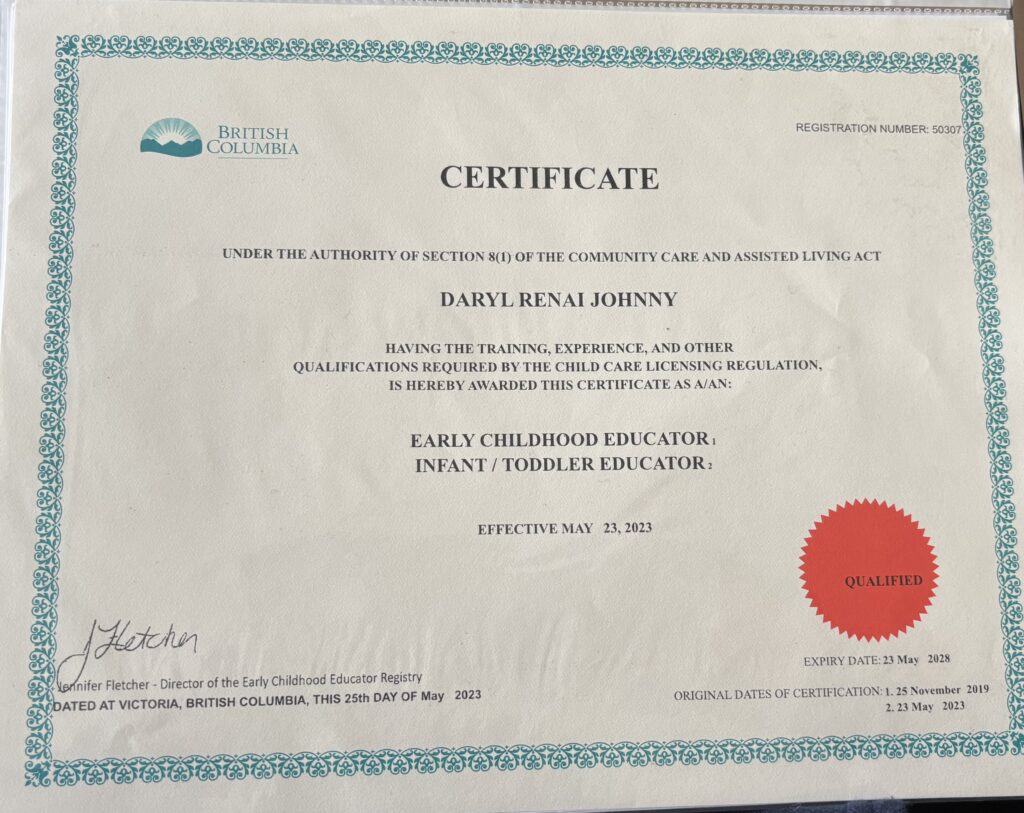 BRITISH
COLUMBIA
REGISTRATION NUMBER: 50307
CERTIFICATE
UNDER THE AUTHORITY OF SECTION 8(1) OF THE COMMUNITY CARE AND ASSISTED LIVING ACT
DARYL RENAI JOHNNY
HAVING THE TRAINING, EXPERIENCE, AND OTHER
QUALIFICATIONS REQUIRED BY THE CHILD CARE LICENSING REGULATION,
IS HEREBY AWARDED THIS CERTIFICATE AS A/AN:
EARLY CHILDHOOD EDUCATOR 1
INFANT / TODDLER EDUCATOR 2
EFFECTIVE MAY 23, 2023
QUALIFIED
J Fletcher
Jennifer Fletcher - Director of the Early Childhood Educator Registry
DATED AT VICTORIA, BRITISH COLUMBIA, THIS 25th DAY OF May 2023
EXPIRY DATE: 23 May 2028
ORIGINAL DATES OF CERTIFICATION: 1. 25 November 2019
2. 23 May 2023